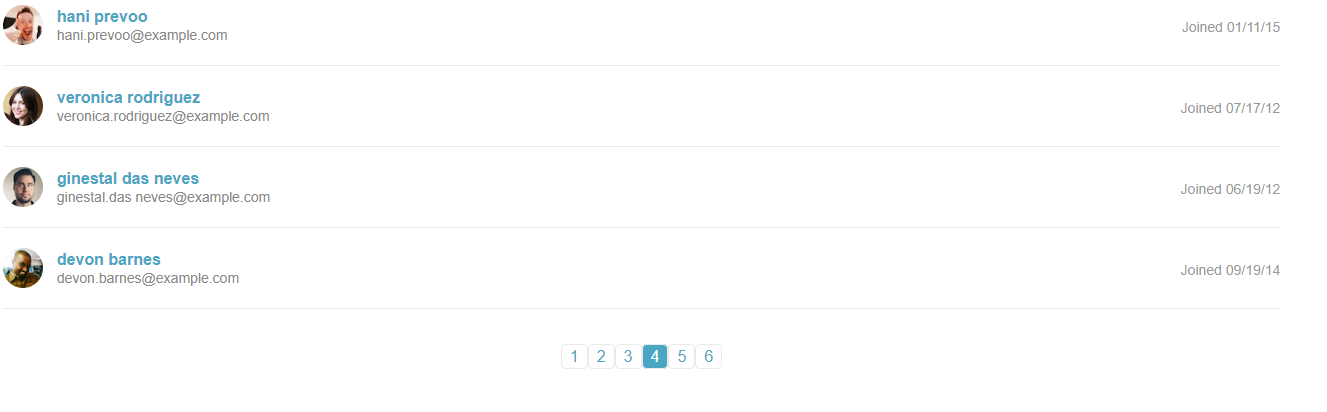 hani prevoo
hani.prevoo@example.com
Joined 01/11/15
veronica rodriguez
veronica.rodriguez@example.com
Joined 07/17/12
ginestal das neves
ginestal.das neves@example.com
Joined 06/19/12
devon barnes
devon.barnes@example.com
Joined 09/19/14
1 2 3 4 5 6